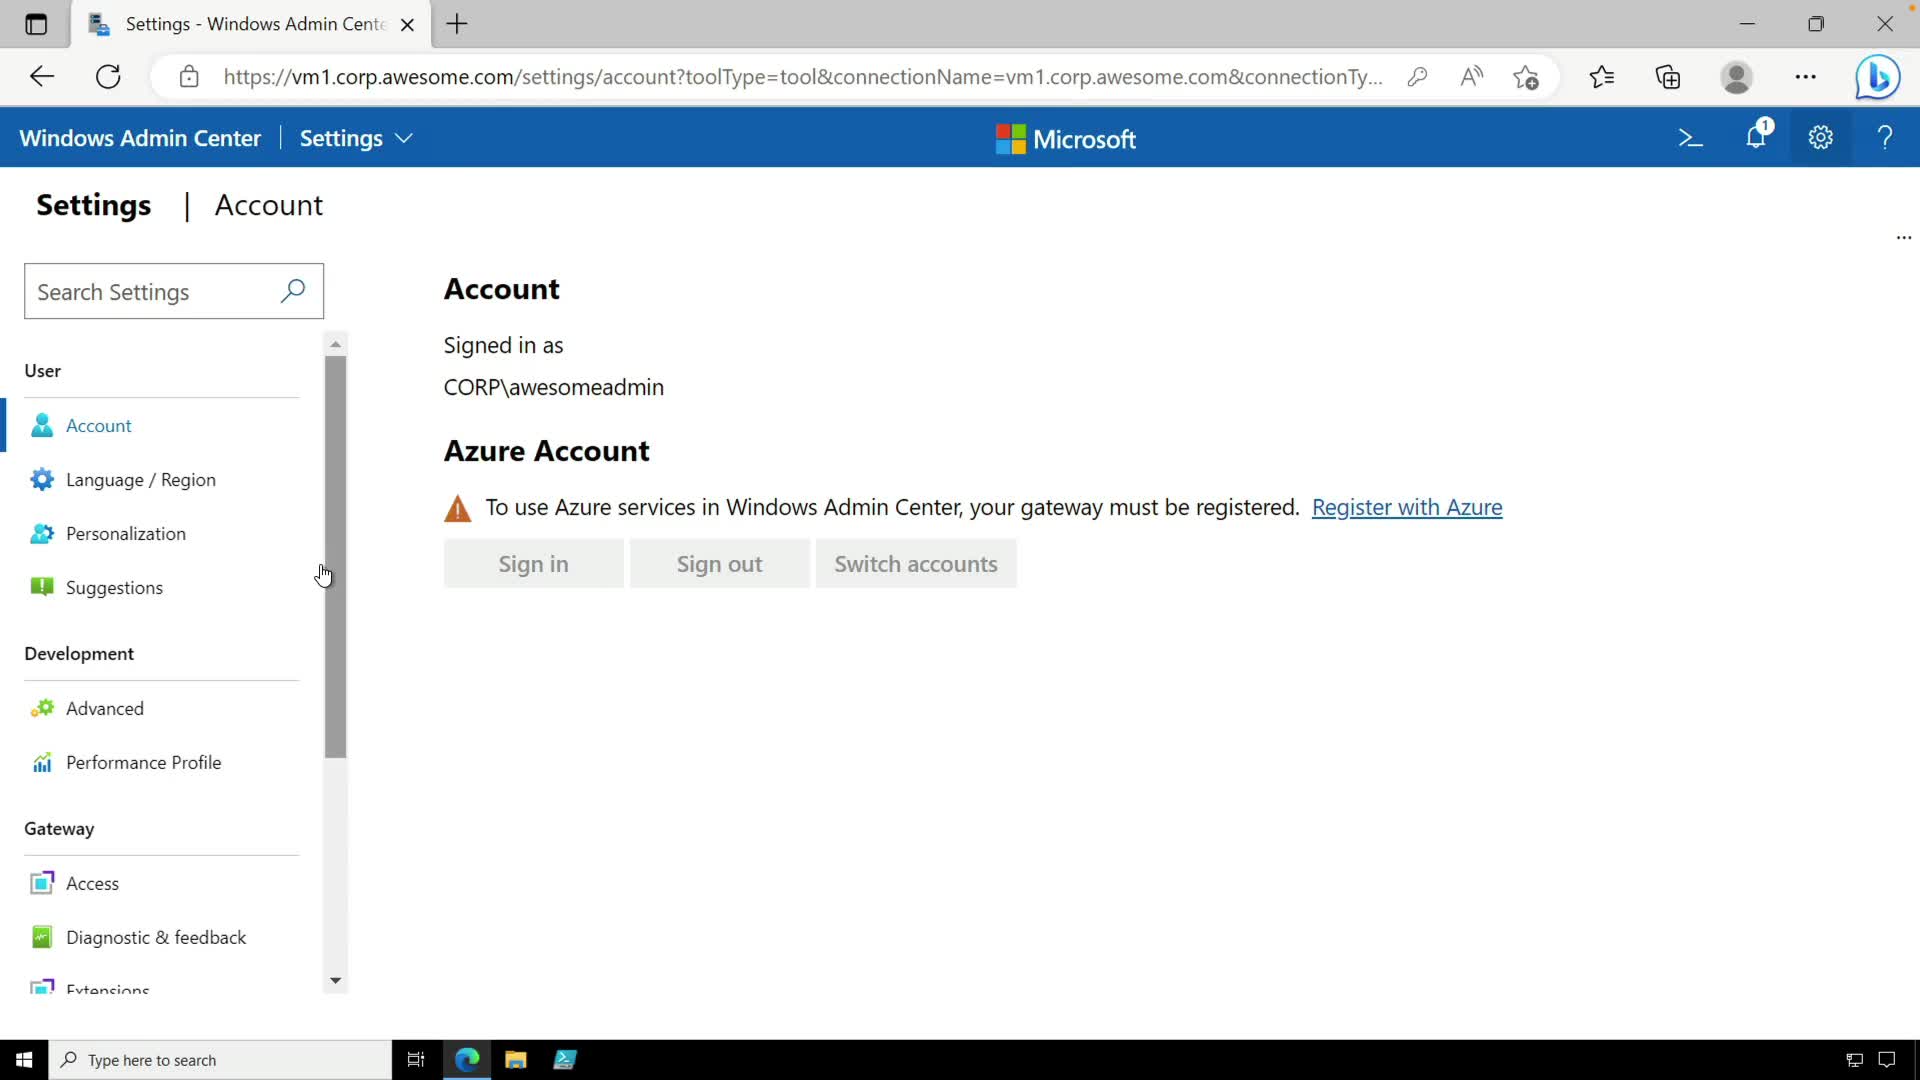 Settings - Windows Admin Cente
https://vm1.corp.awesome.com/settings/account?toolType=tool&connectionName=vm1.corp.awesome.com&connectionTy...
Windows Admin Center
Settings
Microsoft
1
Settings | Account
...
Search Settings
User
Account
Language / Region
Personalization
Suggestions
Development
Advanced
Performance Profile
Gateway
Access
Diagnostic & feedback
Extensions
Account
Signed in as
CORP\awesomeadmin
Azure Account
To use Azure services in Windows Admin Center, your gateway must be registered. Register with Azure
Sign in
Sign out
Switch accounts
Type here to search